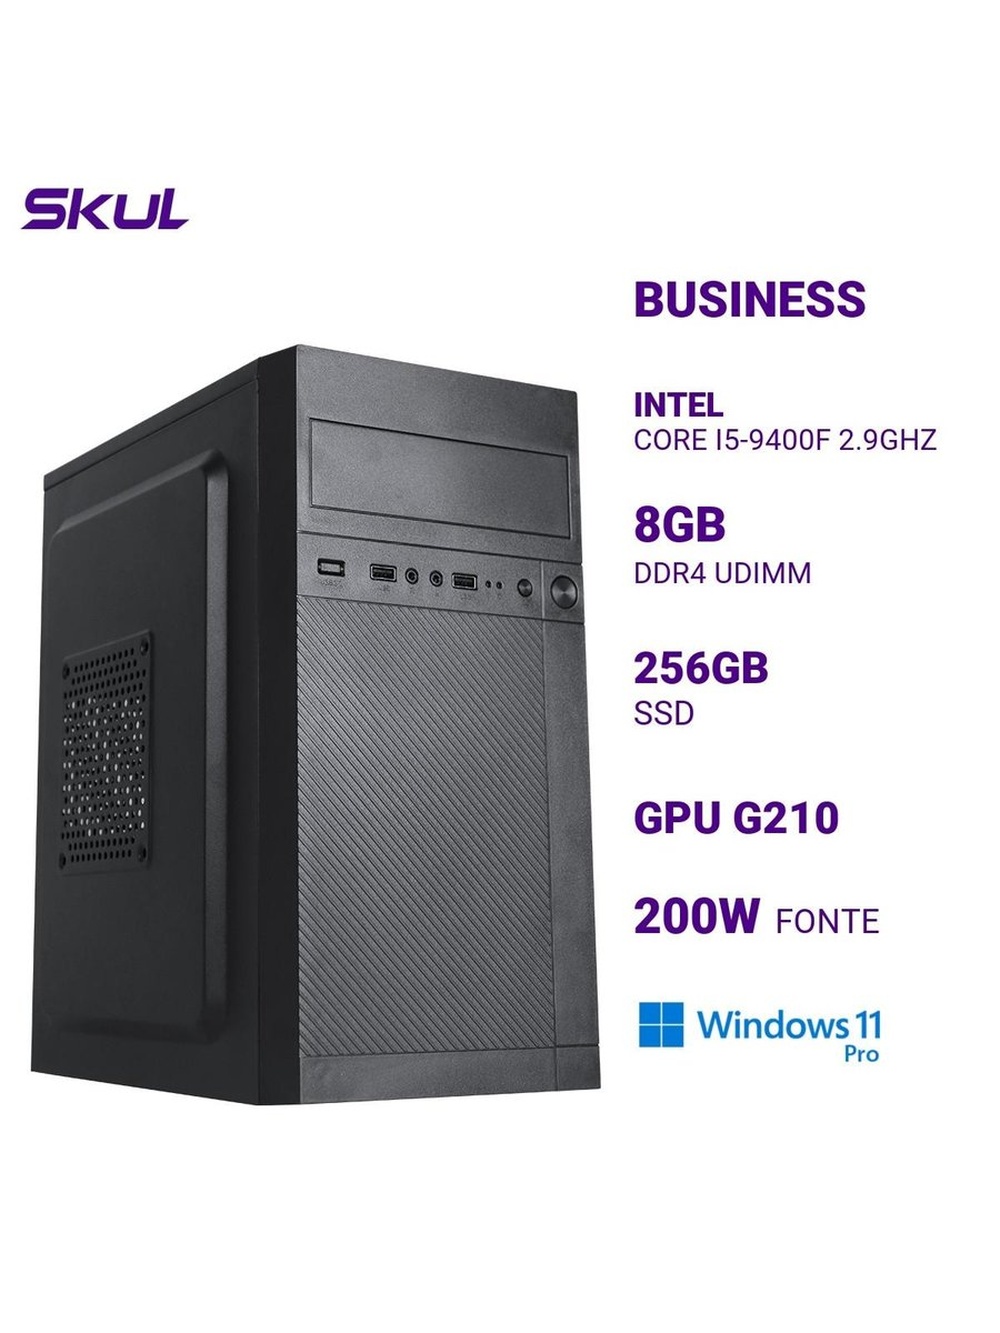 SKUL
BUSINESS
INTEL
CORE I5-9400F 2.9GHZ
8GB
DDR4 UDIMM
256GB
SSD
GPU G210
200W FONTE
Windows 11
Pro